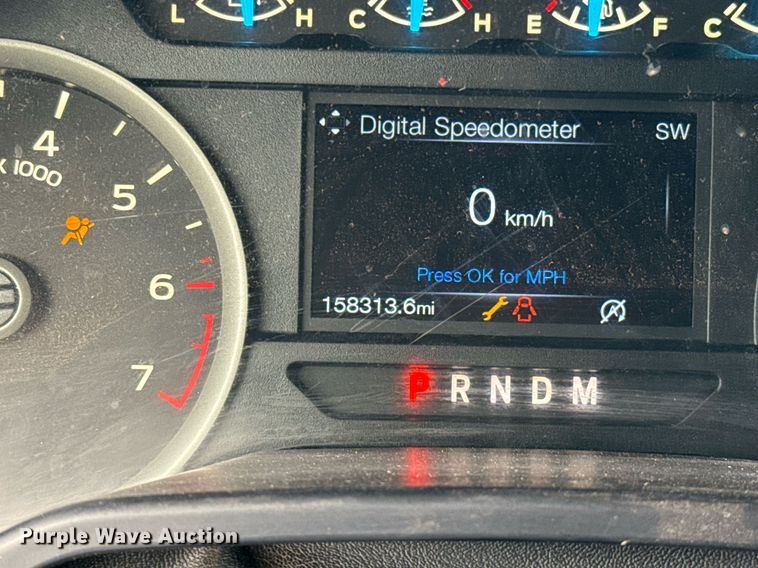 L H C H E F C
Digital Speedometer SW
4
x 1000
5
0 km/h
6
Press OK for MPH
158313.6mi
7
P R N D M
Purple Wave Auction